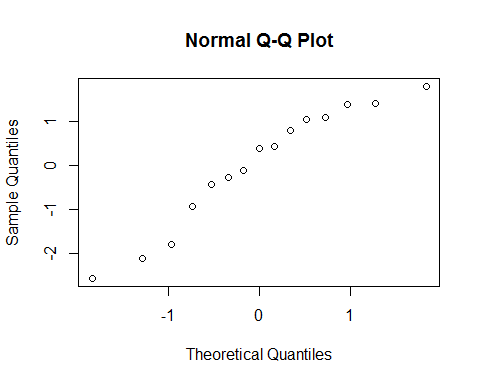 Normal Q-Q Plot
Sample Quantiles
1
0
-1
-2
-1 0 1
Theoretical Quantiles